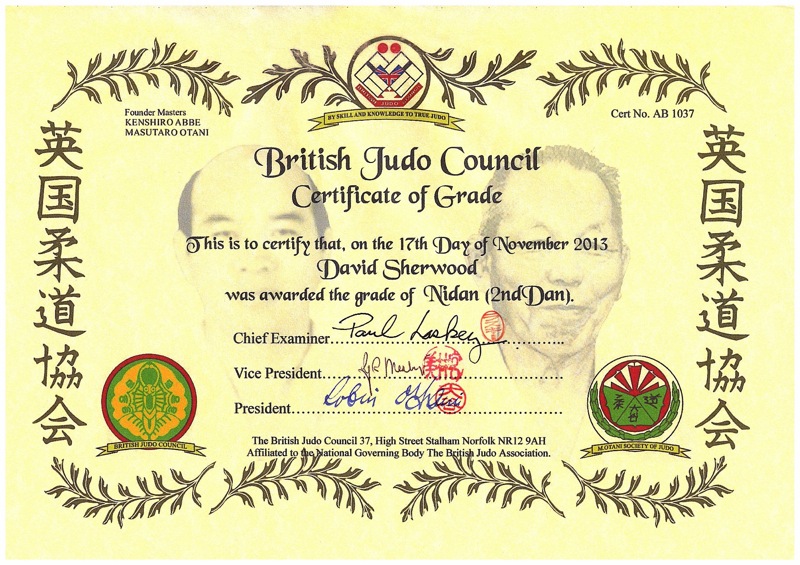 BY SKILL AND KNOWLEDGE TO TRUE JUDO
Founder Masters
KENSHIRO ABBE
MASUTARO OTANI
Cert No. AB 1037
英国柔道協会
英国柔道協会
British Judo Council
Certificate of Grade
This is to certify that, on the 17th Day of November 2013
David Sherwood
was awarded the grade of Nidan (2ndDan).
Chief Examiner
Vice President
President
BRITISH JUDO COUNCIL
M.OTANI SOCIETY OF JUDO
The British Judo Council 37, High Street Stalham Norfolk NR12 9AH
Affiliated to the National Governing Body The British Judo Association.